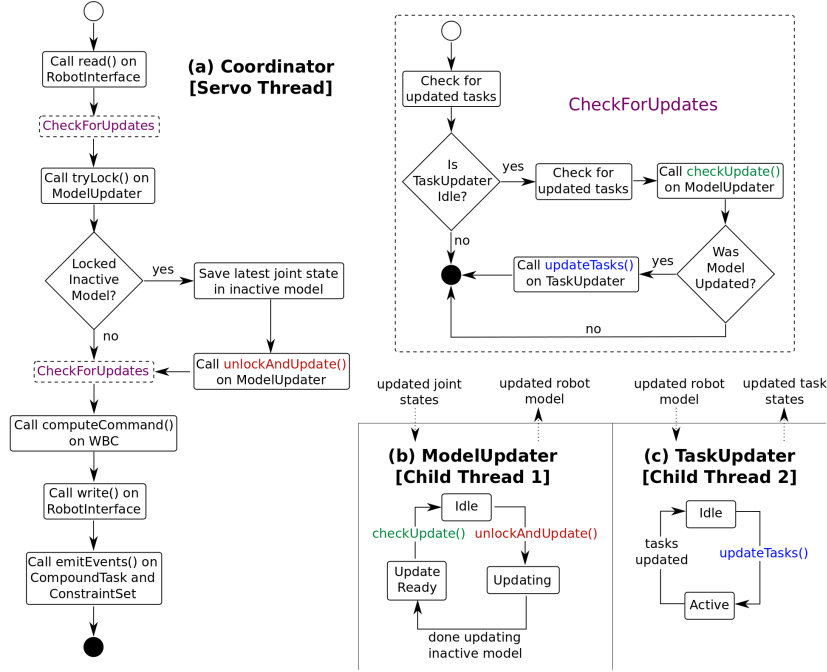 (a) Coordinator
[Servo Thread]
Call read() on
RobotInterface
CheckForUpdates
Call tryLock() on
ModelUpdater
Locked
Inactive
Model?
yes
Save latest joint state
in inactive model
no
Call unlockAndUpdate()
on ModelUpdater
CheckForUpdates
Call computeCommand()
on WBC
Call write() on
RobotInterface
Call emitEvents() on
CompoundTask and
ConstraintSet
CheckForUpdates
Check for
updated tasks
Is
TaskUpdater
Idle?
yes
Check for
updated tasks
Call checkUpdate()
on ModelUpdater
no
Was
Model
Updated?
yes
Call updateTasks()
on TaskUpdater
no
updated joint
states
updated robot
model
(b) ModelUpdater
[Child Thread 1]
Idle
checkUpdate()
unlockAndUpdate()
Update
Ready
Updating
done updating
inactive model
updated robot
model
updated task
states
(c) TaskUpdater
[Child Thread 2]
Idle
tasks
updated
updateTasks()
Active